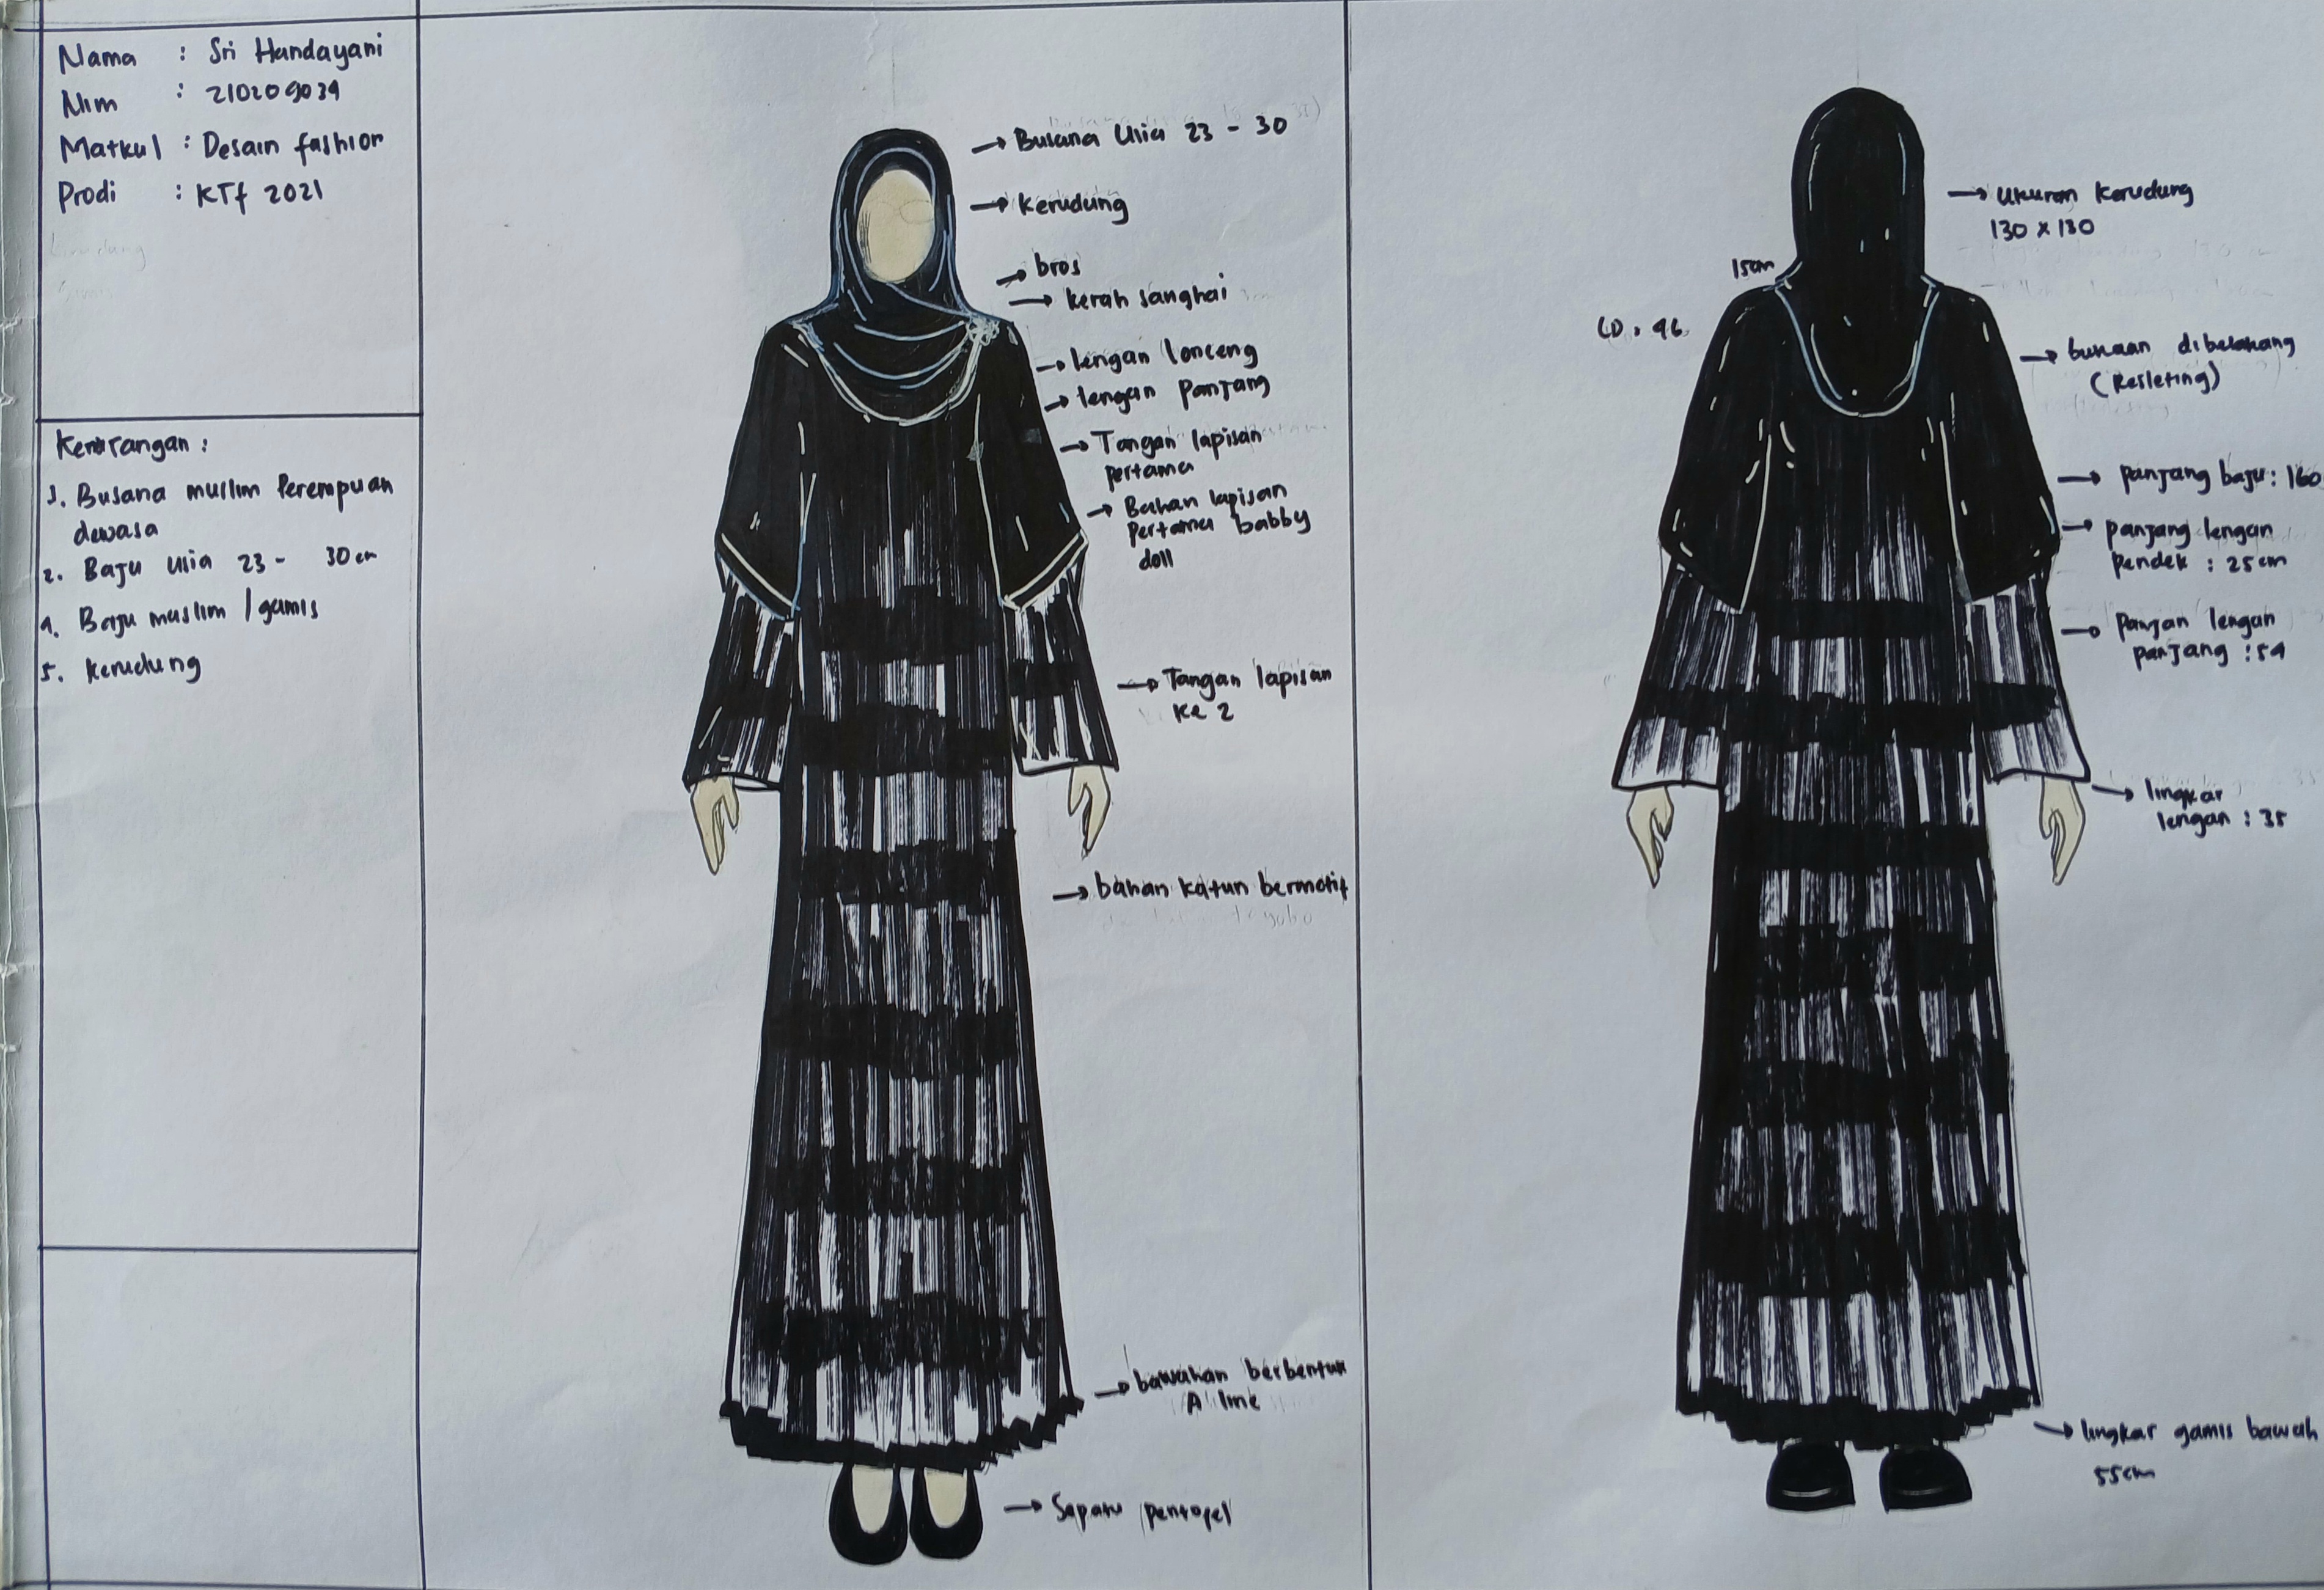 Nama : Sri Handayani
Nim : 210209039
Matkul : Desain fashion
Prodi : KTf 2021
Keterangan :
1. Busana muslim Perempuan
dewasa
2. Baju usia 23 - 30 cm
4. Baju muslim / gamis
5. Kerudung
→ Busana Usia 23 - 30
→ Kerudung
→ bros
→ kerah sanghai
→ lengan lonceng
→ lengan panjang
→ Tangan lapisan
pertama
→ Bahan lapisan
Pertama babby
doll
→ Tangan lapisan
ke 2
→ bahan katun bermotif
→ bawahan berbentuk
A line
→ Sepatu pentofel
→ Ukuran Kerudung
130 x 130
15cm
LD : 96
→ bukaan dibelakang
(Resleting)
→ panjang baju : 160
→ panjang lengan
pendek : 25cm
→ panjan lengan
panjang : 54
→ lingkar
lengan : 35
→ lingkar gamis bawah
55cm